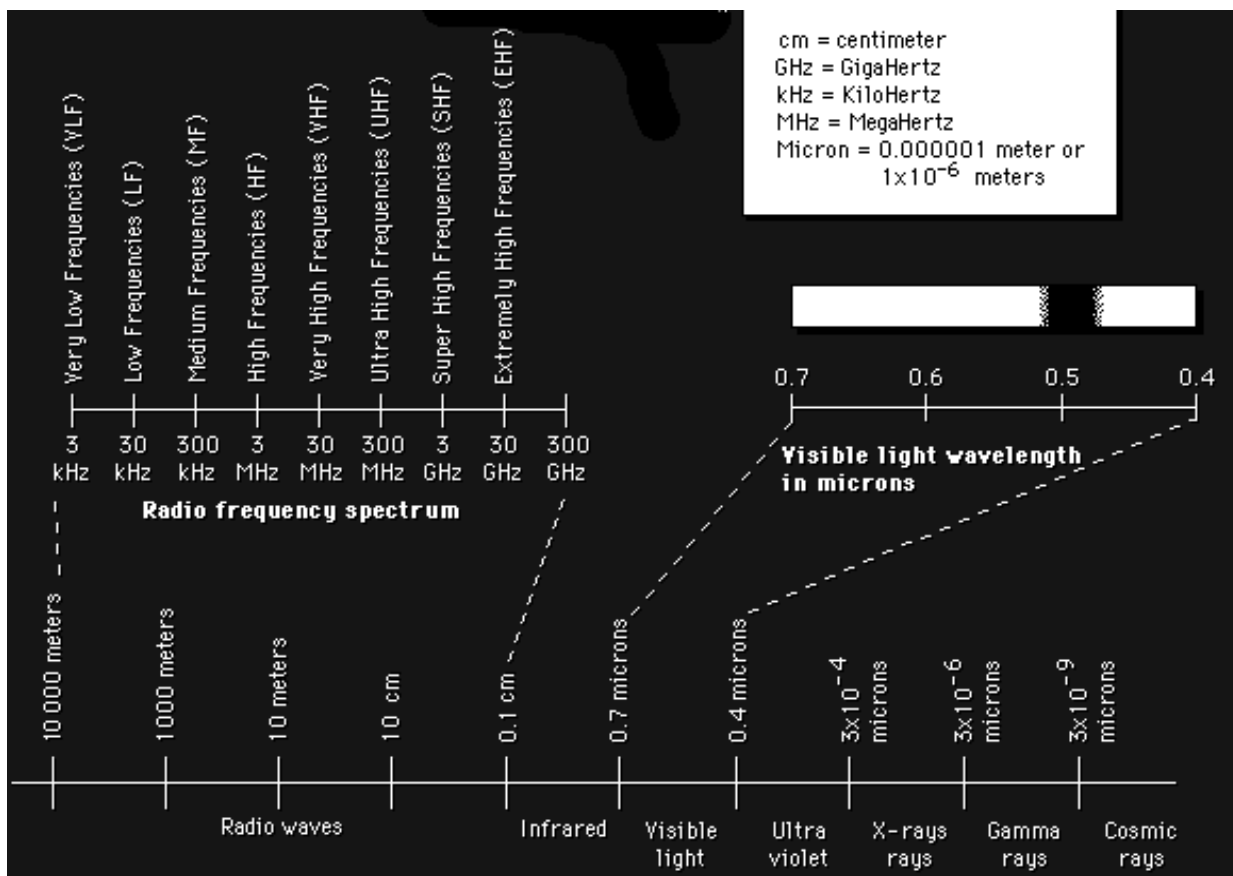 cm = centimeter
GHz = GigaHertz
kHz = KiloHertz
MHz = MegaHertz
Micron = 0.000001 meter or
1x10⁻⁶ meters
Very Low Frequencies (VLF)
Low Frequencies (LF)
Medium Frequencies (MF)
High Frequencies (HF)
Very High Frequencies (VHF)
Ultra High Frequencies (UHF)
Super High Frequencies (SHF)
Extremely High Frequencies (EHF)
3 30 300 3 30 300 3 30 300
kHz kHz kHz MHz MHz MHz GHz GHz GHz
Radio frequency spectrum
0.7 0.6 0.5 0.4
Visible light wavelength
in microns
10 000 meters
1000 meters
10 meters
10 cm
0.1 cm
0.7 microns
0.4 microns
3x10⁻⁴
microns
3x10⁻⁶
microns
3x10⁻⁹
microns
Radio waves
Infrared
Visible
light
Ultra
violet
X-rays
rays
Gamma
rays
Cosmic
rays